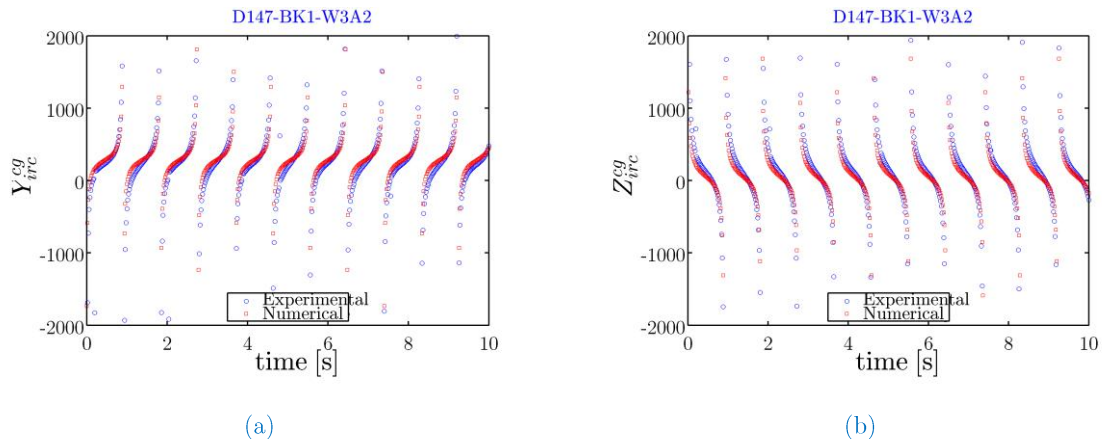 D147-BK1-W3A2
2000
1000
0
-1000
-2000
Y_{irc}^{cg}
0 2 4 6 8 10
time [s]
Experimental
Numerical
(a)
D147-BK1-W3A2
2000
1000
0
-1000
-2000
Z_{irc}^{cg}
0 2 4 6 8 10
time [s]
Experimental
Numerical
(b)